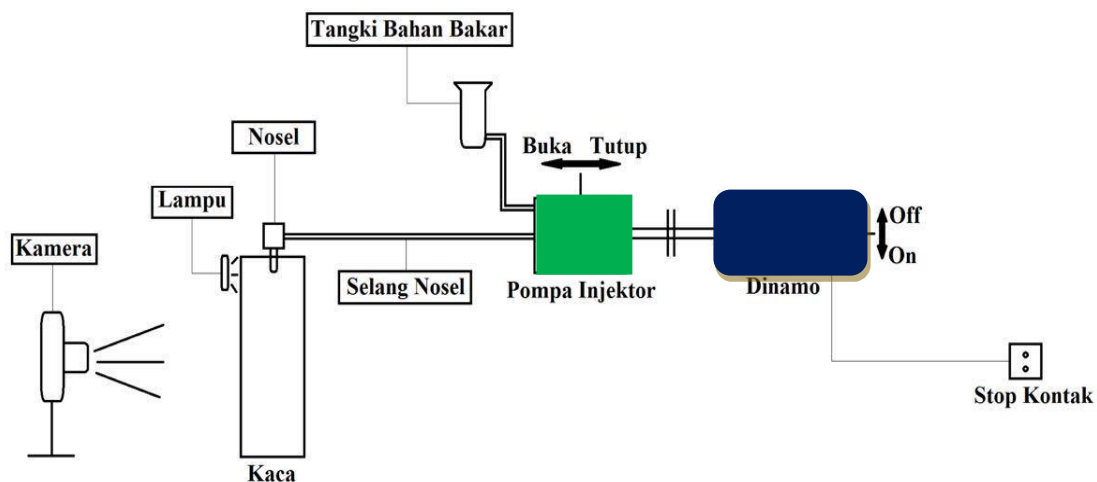 Tangki Bahan Bakar
Nosel
Buka Tutup
Lampu
Off
Kamera
On
Selang Nosel
Pompa Injektor
Dinamo
Stop Kontak
Kaca